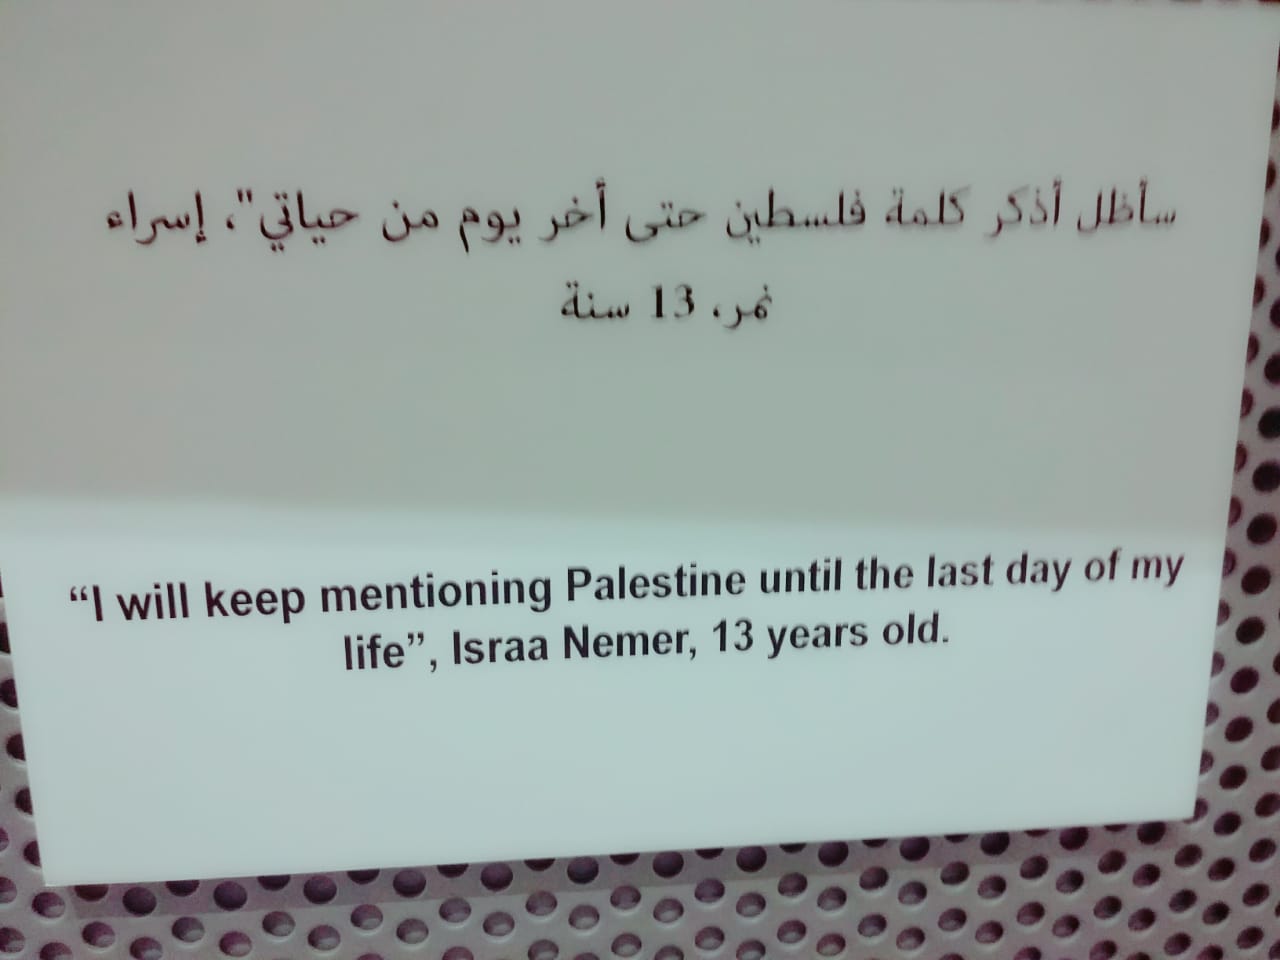 سأظل أذكر كلمة فلسطين حتى أخر يوم من حياتي"، إسراء
نمر، 13 سنة
“I will keep mentioning Palestine until the last day of my
life”, Israa Nemer, 13 years old.